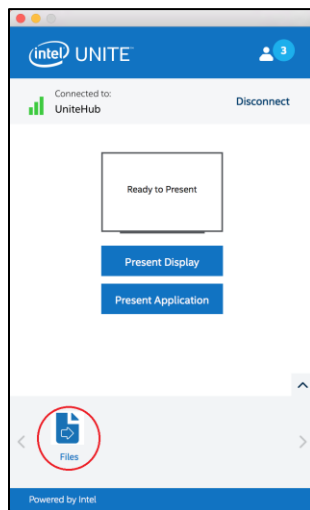 intel UNITE
3
Connected to:
UniteHub
Disconnect
Ready to Present
Present Display
Present Application
Files
Powered by Intel